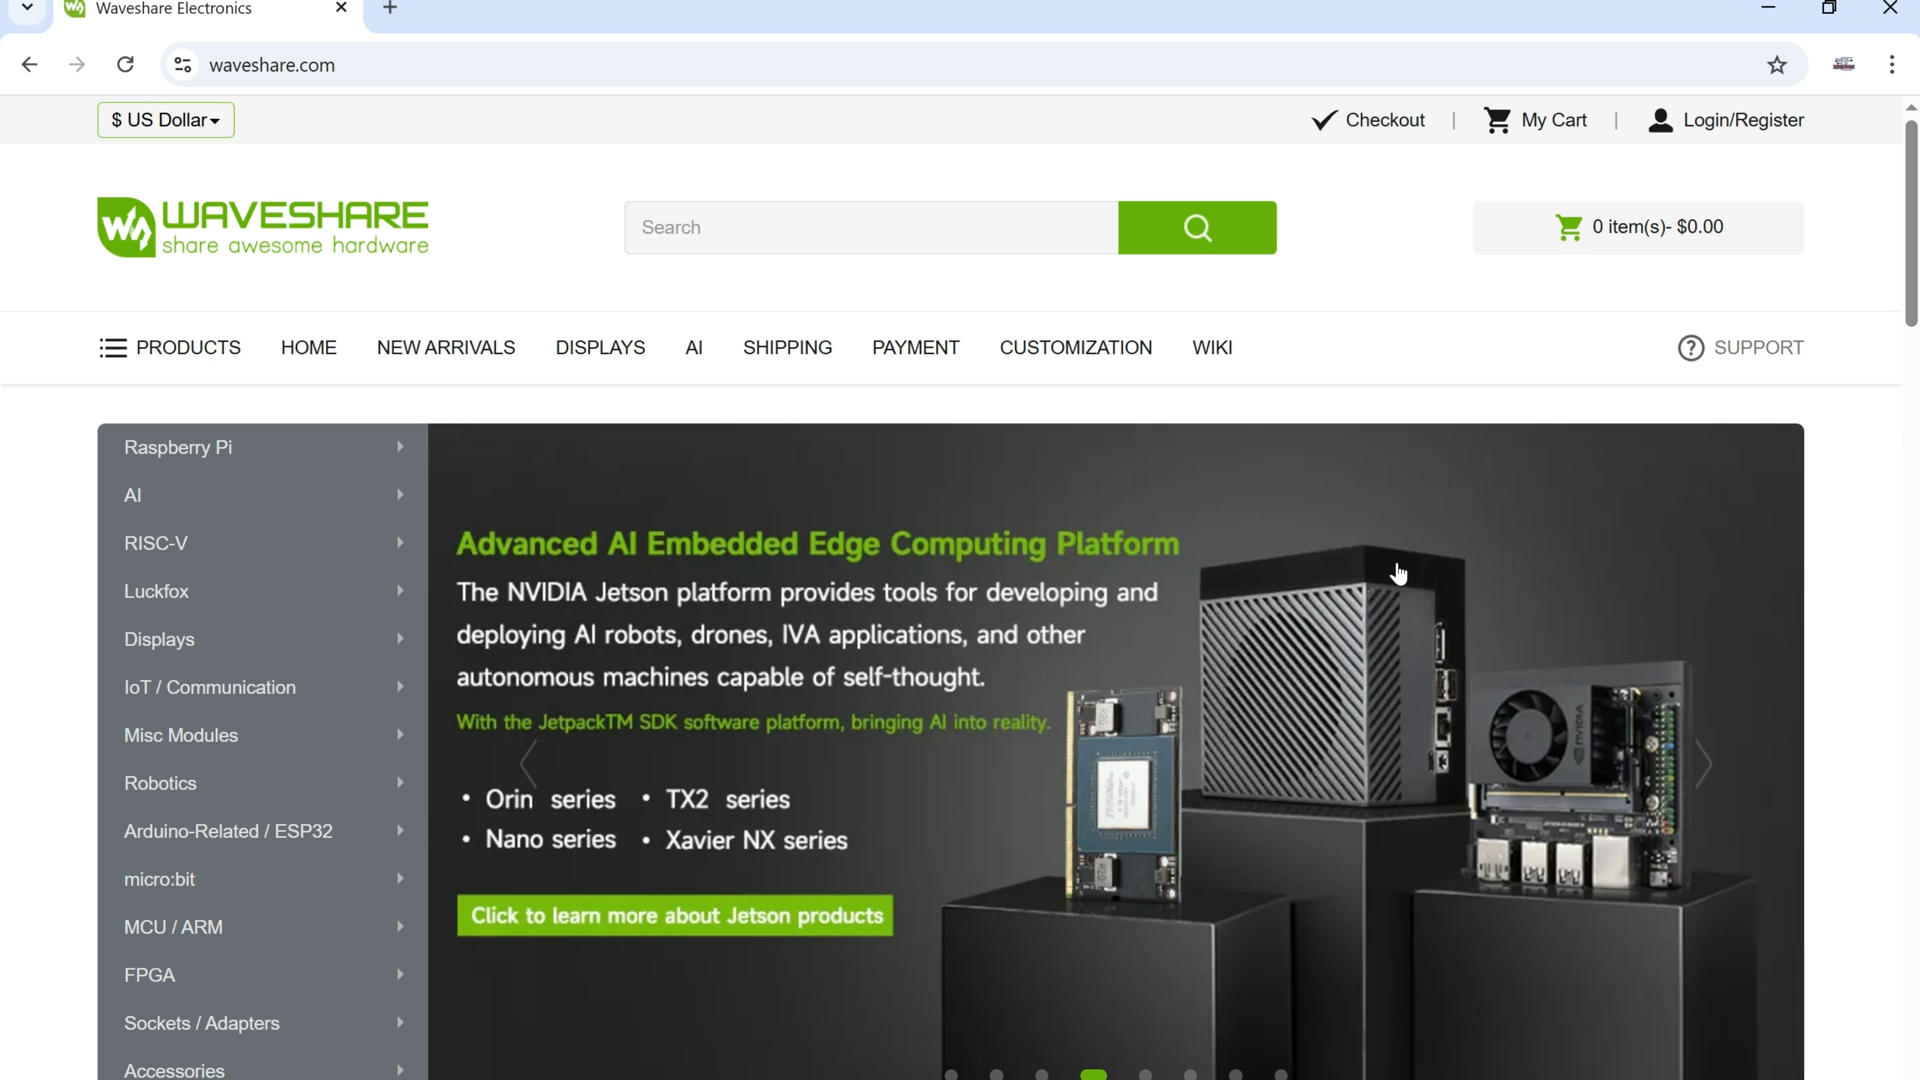 Waveshare Electronics
waveshare.com
$ US Dollar
Checkout | My Cart | Login/Register
WAVESHARE
share awesome hardware
Search
0 item(s)- $0.00
PRODUCTS HOME NEW ARRIVALS DISPLAYS AI SHIPPING PAYMENT CUSTOMIZATION WIKI SUPPORT
Raspberry Pi
AI
RISC-V
Luckfox
Displays
IoT / Communication
Misc Modules
Robotics
Arduino-Related / ESP32
micro:bit
MCU / ARM
FPGA
Sockets / Adapters
Accessories
Advanced AI Embedded Edge Computing Platform
The NVIDIA Jetson platform provides tools for developing and
deploying AI robots, drones, IVA applications, and other
autonomous machines capable of self-thought.
With the JetpackTM SDK software platform, bringing AI into reality.
• Orin series • TX2 series
• Nano series • Xavier NX series
Click to learn more about Jetson products
NVIDIA